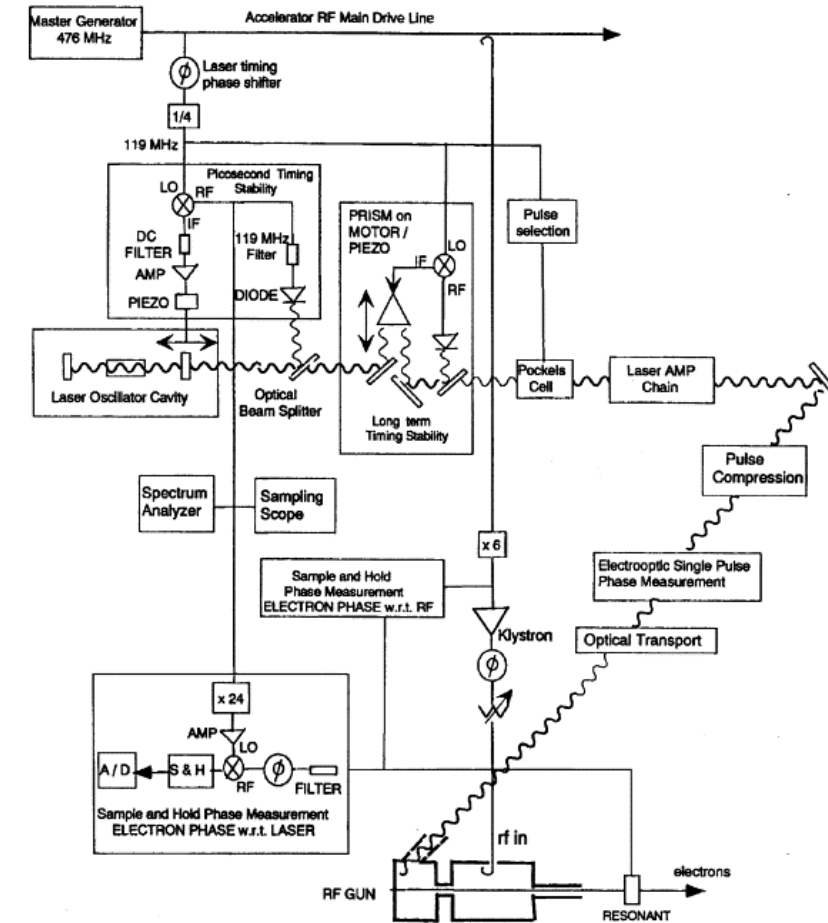 Master Generator
476 MHz
Accelerator RF Main Drive Line
ϕ
Laser timing
phase shifter
1/4
119 MHz
Picosecond Timing
Stability
LO
RF
IF
DC
FILTER
AMP
PIEZO
119 MHz
Filter
DIODE
PRISM on
MOTOR /
PIEZO
LO
IF
RF
Pulse
selection
Laser Oscillator Cavity
Optical
Beam Splitter
Long term
Timing Stability
Pockels
Cell
Laser AMP
Chain
Pulse
Compression
Spectrum
Analyzer
Sampling
Scope
x 6
Electrooptic Single Pulse
Phase Measurement
Sample and Hold
Phase Measurement
ELECTRON PHASE w.r.t. RF
Klystron
Optical Transport
ϕ
x 24
AMP
LO
A / D
S & H
RF
ϕ
FILTER
Sample and Hold Phase Measurement
ELECTRON PHASE w.r.t. LASER
rf in
RF GUN
electrons
RESONANT